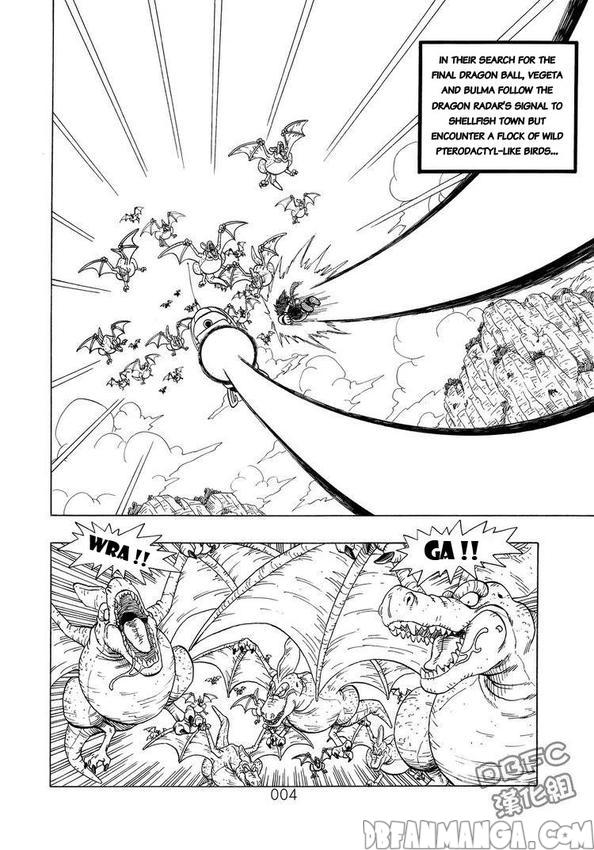 IN THEIR SEARCH FOR THE
FINAL DRAGON BALL, VEGETA
AND BULMA FOLLOW THE
DRAGON RADAR'S SIGNAL TO
SHELLFISH TOWN BUT
ENCOUNTER A FLOCK OF WILD
PTERODACTYL-LIKE BIRDS...
WRA !!
GA !!
004
DBFC
漢化組
DBFANMANGA.COM